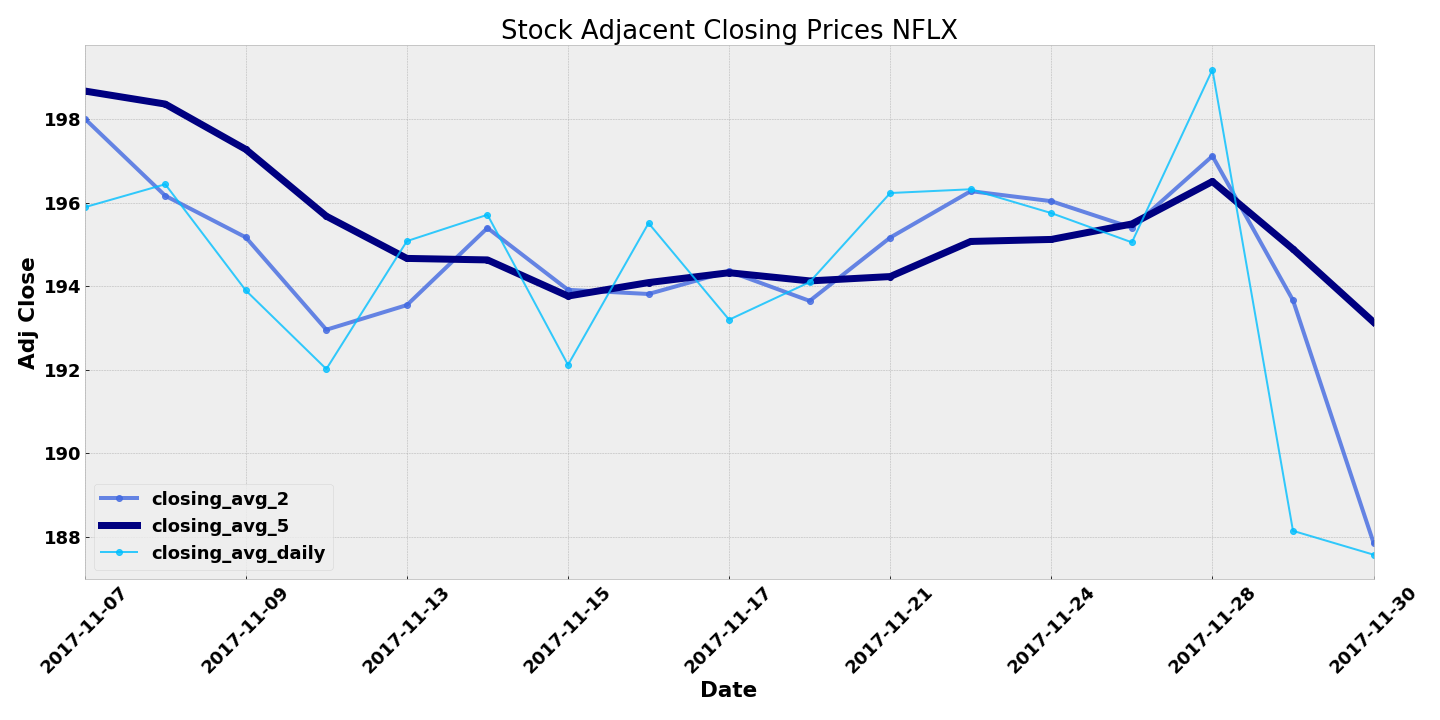 Stock Adjacent Closing Prices NFLX
Adj Close
198
196
194
192
190
188
closing_avg_2
closing_avg_5
closing_avg_daily
2017-11-07
2017-11-09
2017-11-13
2017-11-15
2017-11-17
2017-11-21
2017-11-24
2017-11-28
2017-11-30
Date